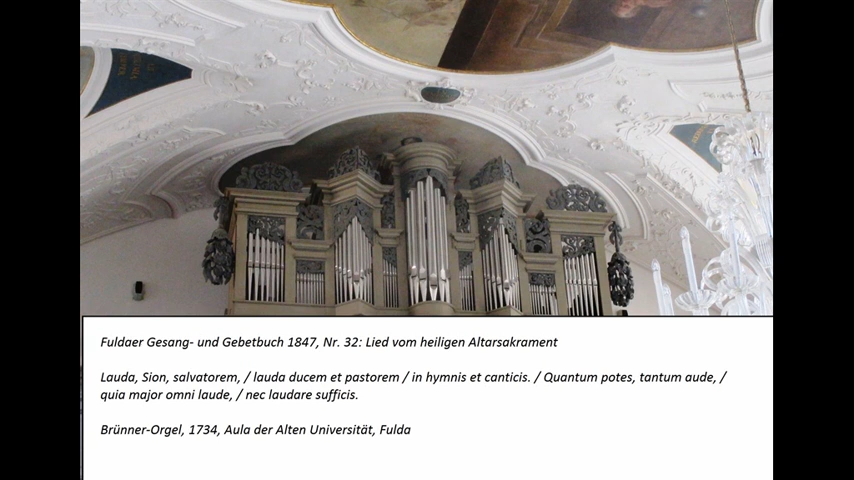 Fuldaer Gesang- und Gebetbuch 1847, Nr. 32: Lied vom heiligen Altarsakrament
Lauda, Sion, salvatorem, / lauda ducem et pastorem / in hymnis et canticis. / Quantum potes, tantum aude, /
quia major omni laude, / nec laudare sufficis.
Brünner-Orgel, 1734, Aula der Alten Universität, Fulda